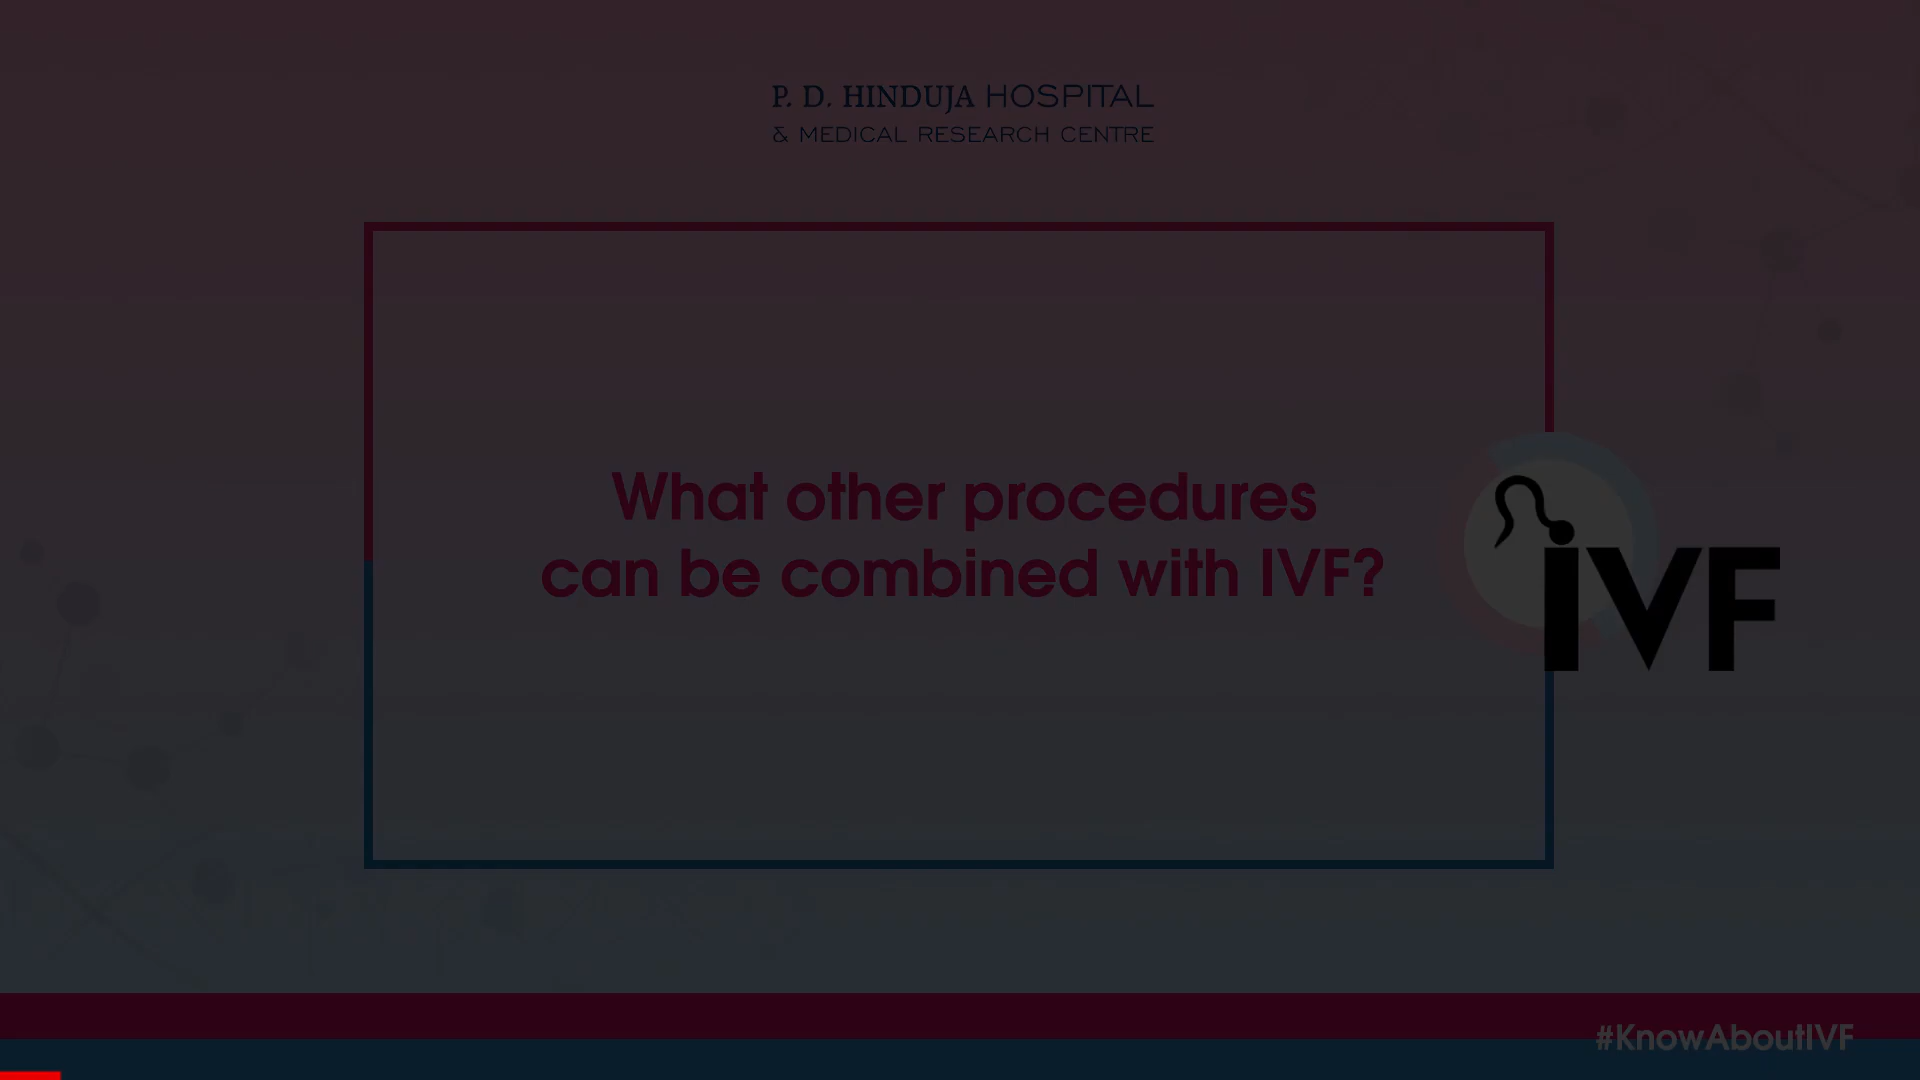 P. D. HINDUJA HOSPITAL
& MEDICAL RESEARCH CENTRE
What other procedures
can be combined with IVF?
iVF
#KnowAboutIVF